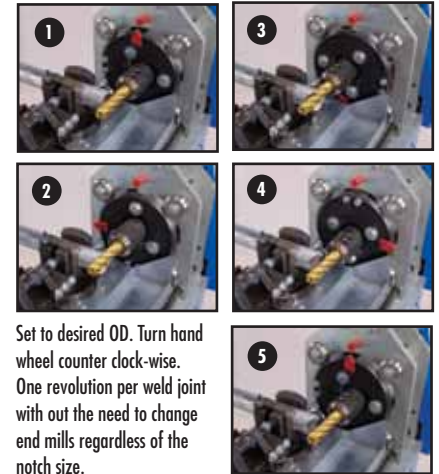 1
3
2
4
Set to desired OD. Turn hand
wheel counter clock-wise.
One revolution per weld joint
with out the need to change
end mills regardless of the
notch size.
5